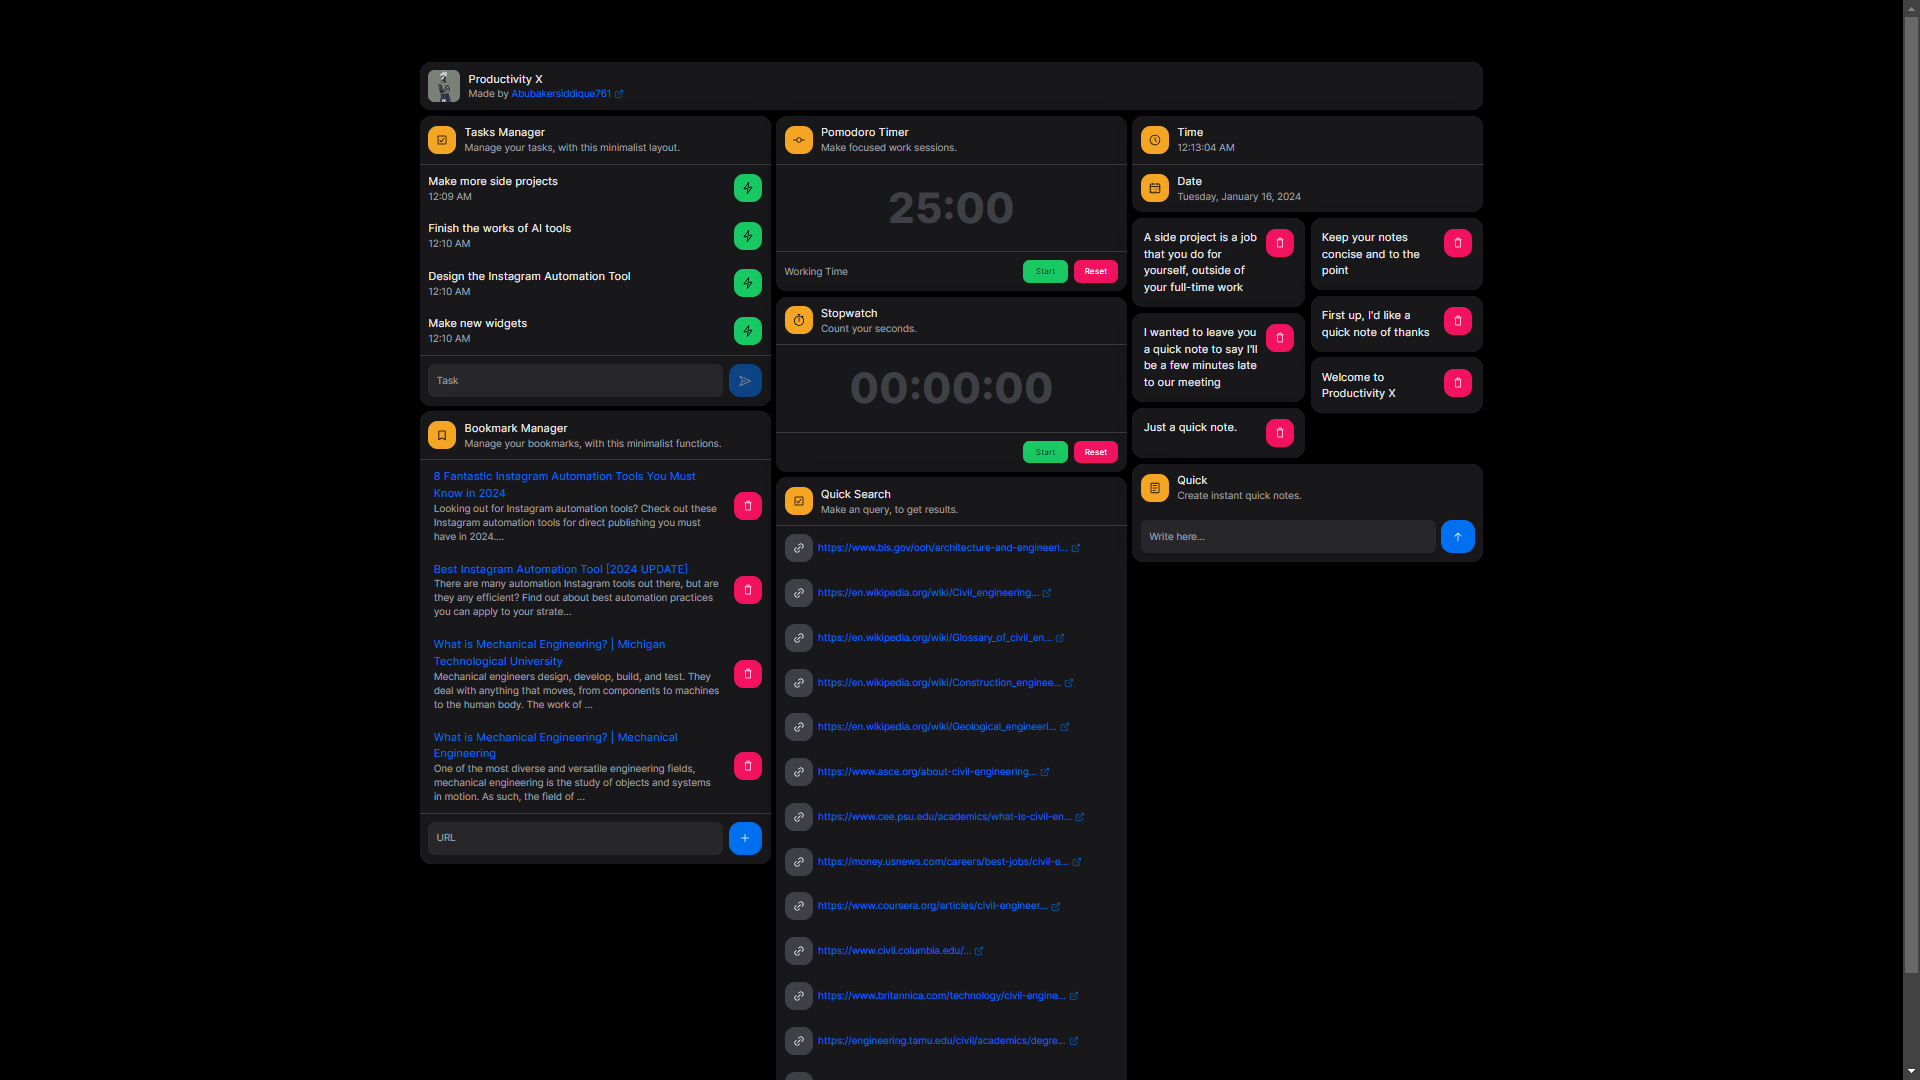 Productivity X
Made by Abubakersiddique761
Tasks Manager
Manage your tasks, with this minimalist layout.
Make more side projects
12:09 AM
Finish the works of AI tools
12:10 AM
Design the Instagram Automation Tool
12:10 AM
Make new widgets
12:10 AM
Task
Bookmark Manager
Manage your bookmarks, with this minimalist functions.
8 Fantastic Instagram Automation Tools You Must
Know in 2024
Looking out for Instagram automation tools? Check out these
Instagram automation tools for direct publishing you must
have in 2024....
Best Instagram Automation Tool [2024 UPDATE]
There are many automation Instagram tools out there, but are
they any efficient? Find out about best automation practices
you can apply to your strate...
What is Mechanical Engineering? | Michigan
Technological University
Mechanical engineers design, develop, build, and test. They
deal with anything that moves, from components to machines
to the human body. The work of ...
What is Mechanical Engineering? | Mechanical
Engineering
One of the most diverse and versatile engineering fields,
mechanical engineering is the study of objects and systems
in motion. As such, the field of ...
URL
Pomodoro Timer
Make focused work sessions.
25:00
Working Time
Start
Reset
Stopwatch
Count your seconds.
00:00:00
Start
Reset
Quick Search
Make an query, to get results.
https://www.bls.gov/ooh/architecture-and-engineeri...
https://en.wikipedia.org/wiki/Civil_engineering...
https://en.wikipedia.org/wiki/Glossary_of_civil_en...
https://en.wikipedia.org/wiki/Construction_enginee...
https://en.wikipedia.org/wiki/Geological_engineeri...
https://www.asce.org/about-civil-engineering...
https://www.cee.psu.edu/academics/what-is-civil-en...
https://money.usnews.com/careers/best-jobs/civil-e...
https://www.coursera.org/articles/civil-engineer...
https://www.civil.columbia.edu/...
https://www.britannica.com/technology/civil-engine...
https://engineering.tamu.edu/civil/academics/degre...
Time
12:13:04 AM
Date
Tuesday, January 16, 2024
A side project is a job
that you do for
yourself, outside of
your full-time work
I wanted to leave you
a quick note to say I'll
be a few minutes late
to our meeting
Just a quick note.
Keep your notes
concise and to the
point
First up, I'd like a
quick note of thanks
Welcome to
Productivity X
Quick
Create instant quick notes.
Write here...